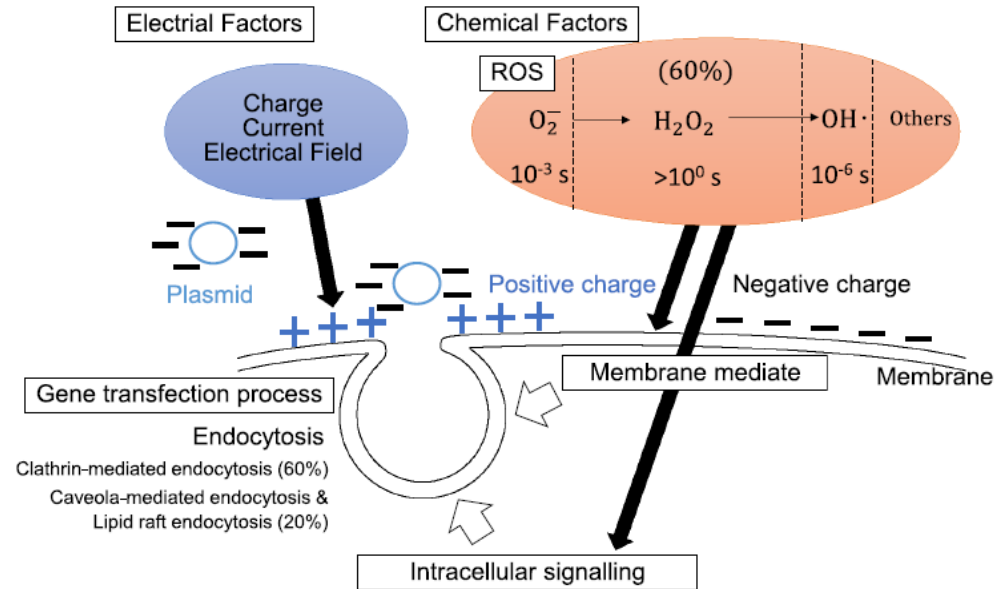 Electrial Factors
Chemical Factors
Charge
Current
Electrical Field
ROS
(60%)
O₂⁻ → H₂O₂ → OH· Others
10⁻³ s >10⁰ s 10⁻⁶ s
Plasmid
Positive charge
Negative charge
Membrane
Membrane mediate
Gene transfection process
Endocytosis
Clathrin-mediated endocytosis (60%)
Caveola-mediated endocytosis &
Lipid raft endocytosis (20%)
Intracellular signalling